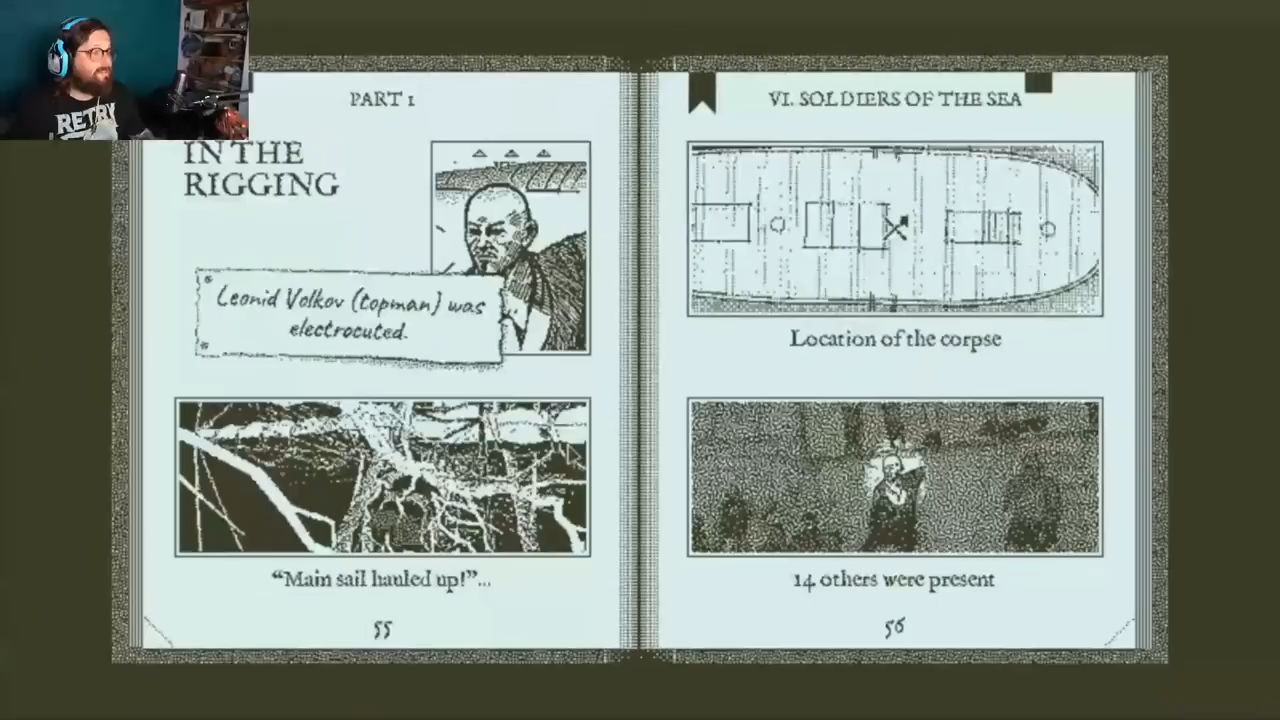 RETRY
PART 1
IN THE
RIGGING
Leonid Volkov (topman) was
electrocuted.
"Main sail hauled up!"...
55
VI. SOLDIERS OF THE SEA
Location of the corpse
14 others were present
56